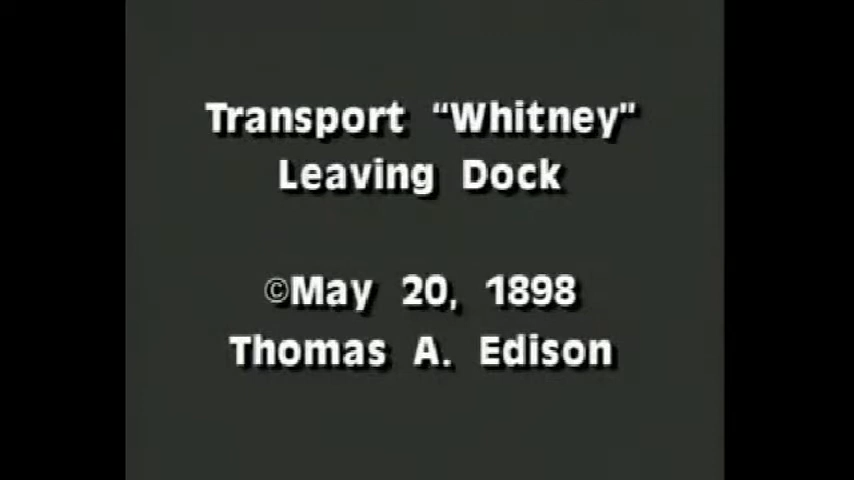 Transport “Whitney”
Leaving Dock
©May 20, 1898
Thomas A. Edison